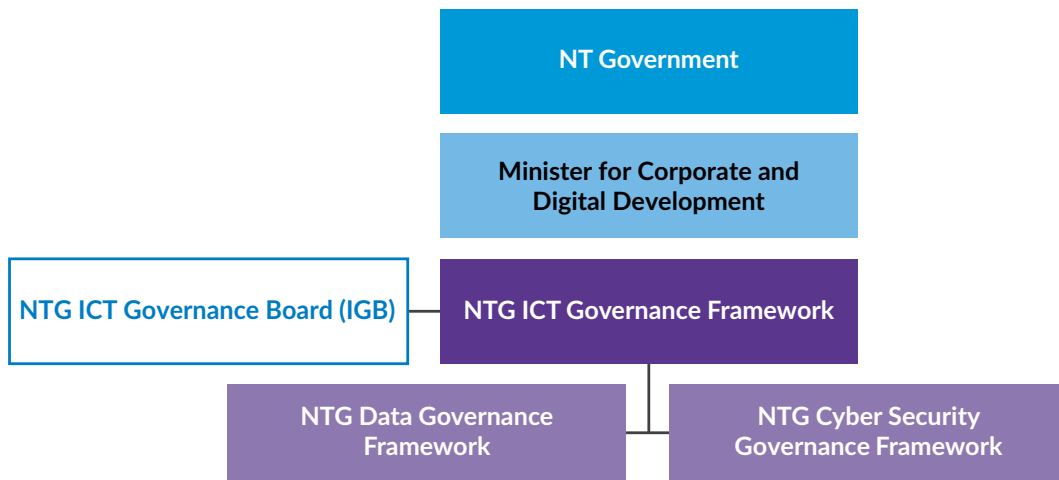 NT Government
Minister for Corporate and
Digital Development
NTG ICT Governance Board (IGB)
NTG ICT Governance Framework
NTG Data Governance
Framework
NTG Cyber Security
Governance Framework